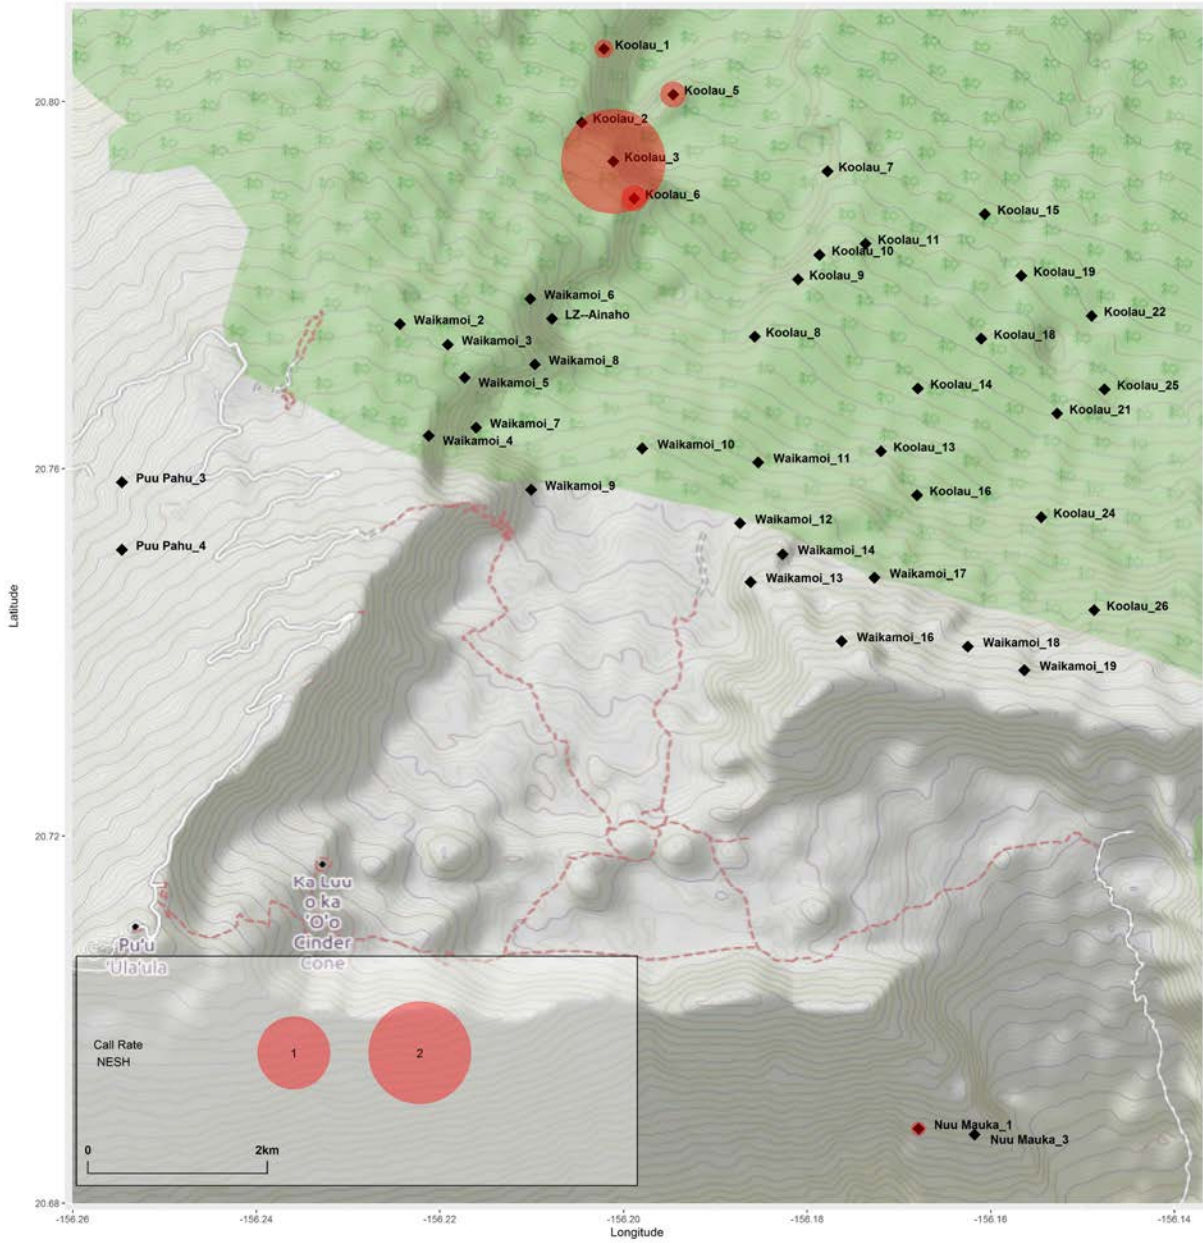 Koolau_1
Koolau_5
20.80
Koolau_2
Koolau_3
Koolau_7
Koolau_6
Koolau_15
Koolau_11
Koolau_10
Koolau_19
Koolau_9
Waikamoi_6
LZ--Ainaho
Koolau_22
Waikamoi_2
Koolau_8
Koolau_18
Waikamoi_3
Waikamoi_8
Waikamoi_5
Koolau_14
Koolau_25
Koolau_21
Waikamoi_7
Waikamoi_4
Waikamoi_10
Koolau_13
Waikamoi_11
20.76
Puu Pahu_3
Waikamoi_9
Koolau_16
Koolau_24
Waikamoi_12
Puu Pahu_4
Waikamoi_14
Waikamoi_13
Waikamoi_17
Latitude
Koolau_26
Waikamoi_16
Waikamoi_18
Waikamoi_19
20.72
Ka Luu
o ka
'O'o
Cinder
Cone
Pu'u
'Ula'ula
Call Rate
NESH
1
2
Nuu Mauka_1
Nuu Mauka_3
0
2km
20.68
-156.26
-156.24
-156.22
-156.20
-156.18
-156.16
-156.14
Longitude